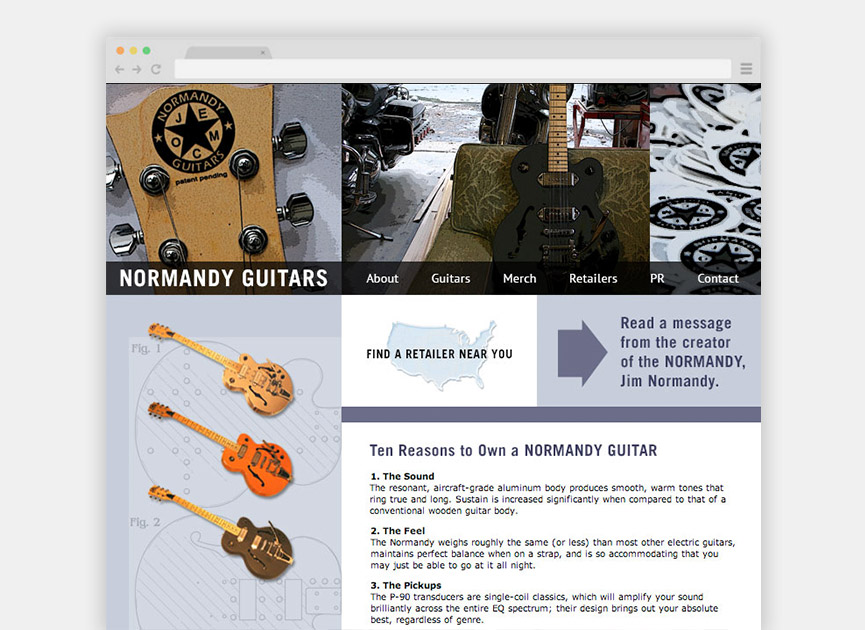 NORMANDY
JEM
OCM
GUITARS
patent pending
NORMANDY GUITARS
About Guitars Merch Retailers PR Contact
Fig. 1
Fig. 2
FIND A RETAILER NEAR YOU
Read a message
from the creator
of the NORMANDY,
Jim Normandy.
Ten Reasons to Own a NORMANDY GUITAR
1. The Sound
The resonant, aircraft-grade aluminum body produces smooth, warm tones that
ring true and long. Sustain is increased significantly when compared to that of a
conventional wooden guitar body.
2. The Feel
The Normandy weighs roughly the same (or less) than most other electric guitars,
maintains perfect balance when on a strap, and is so accommodating that you
may just be able to go at it all night.
3. The Pickups
The P-90 transducers are single-coil classics, which will amplify your sound
brilliantly across the entire EQ spectrum; their design brings out your absolute
best, regardless of genre.